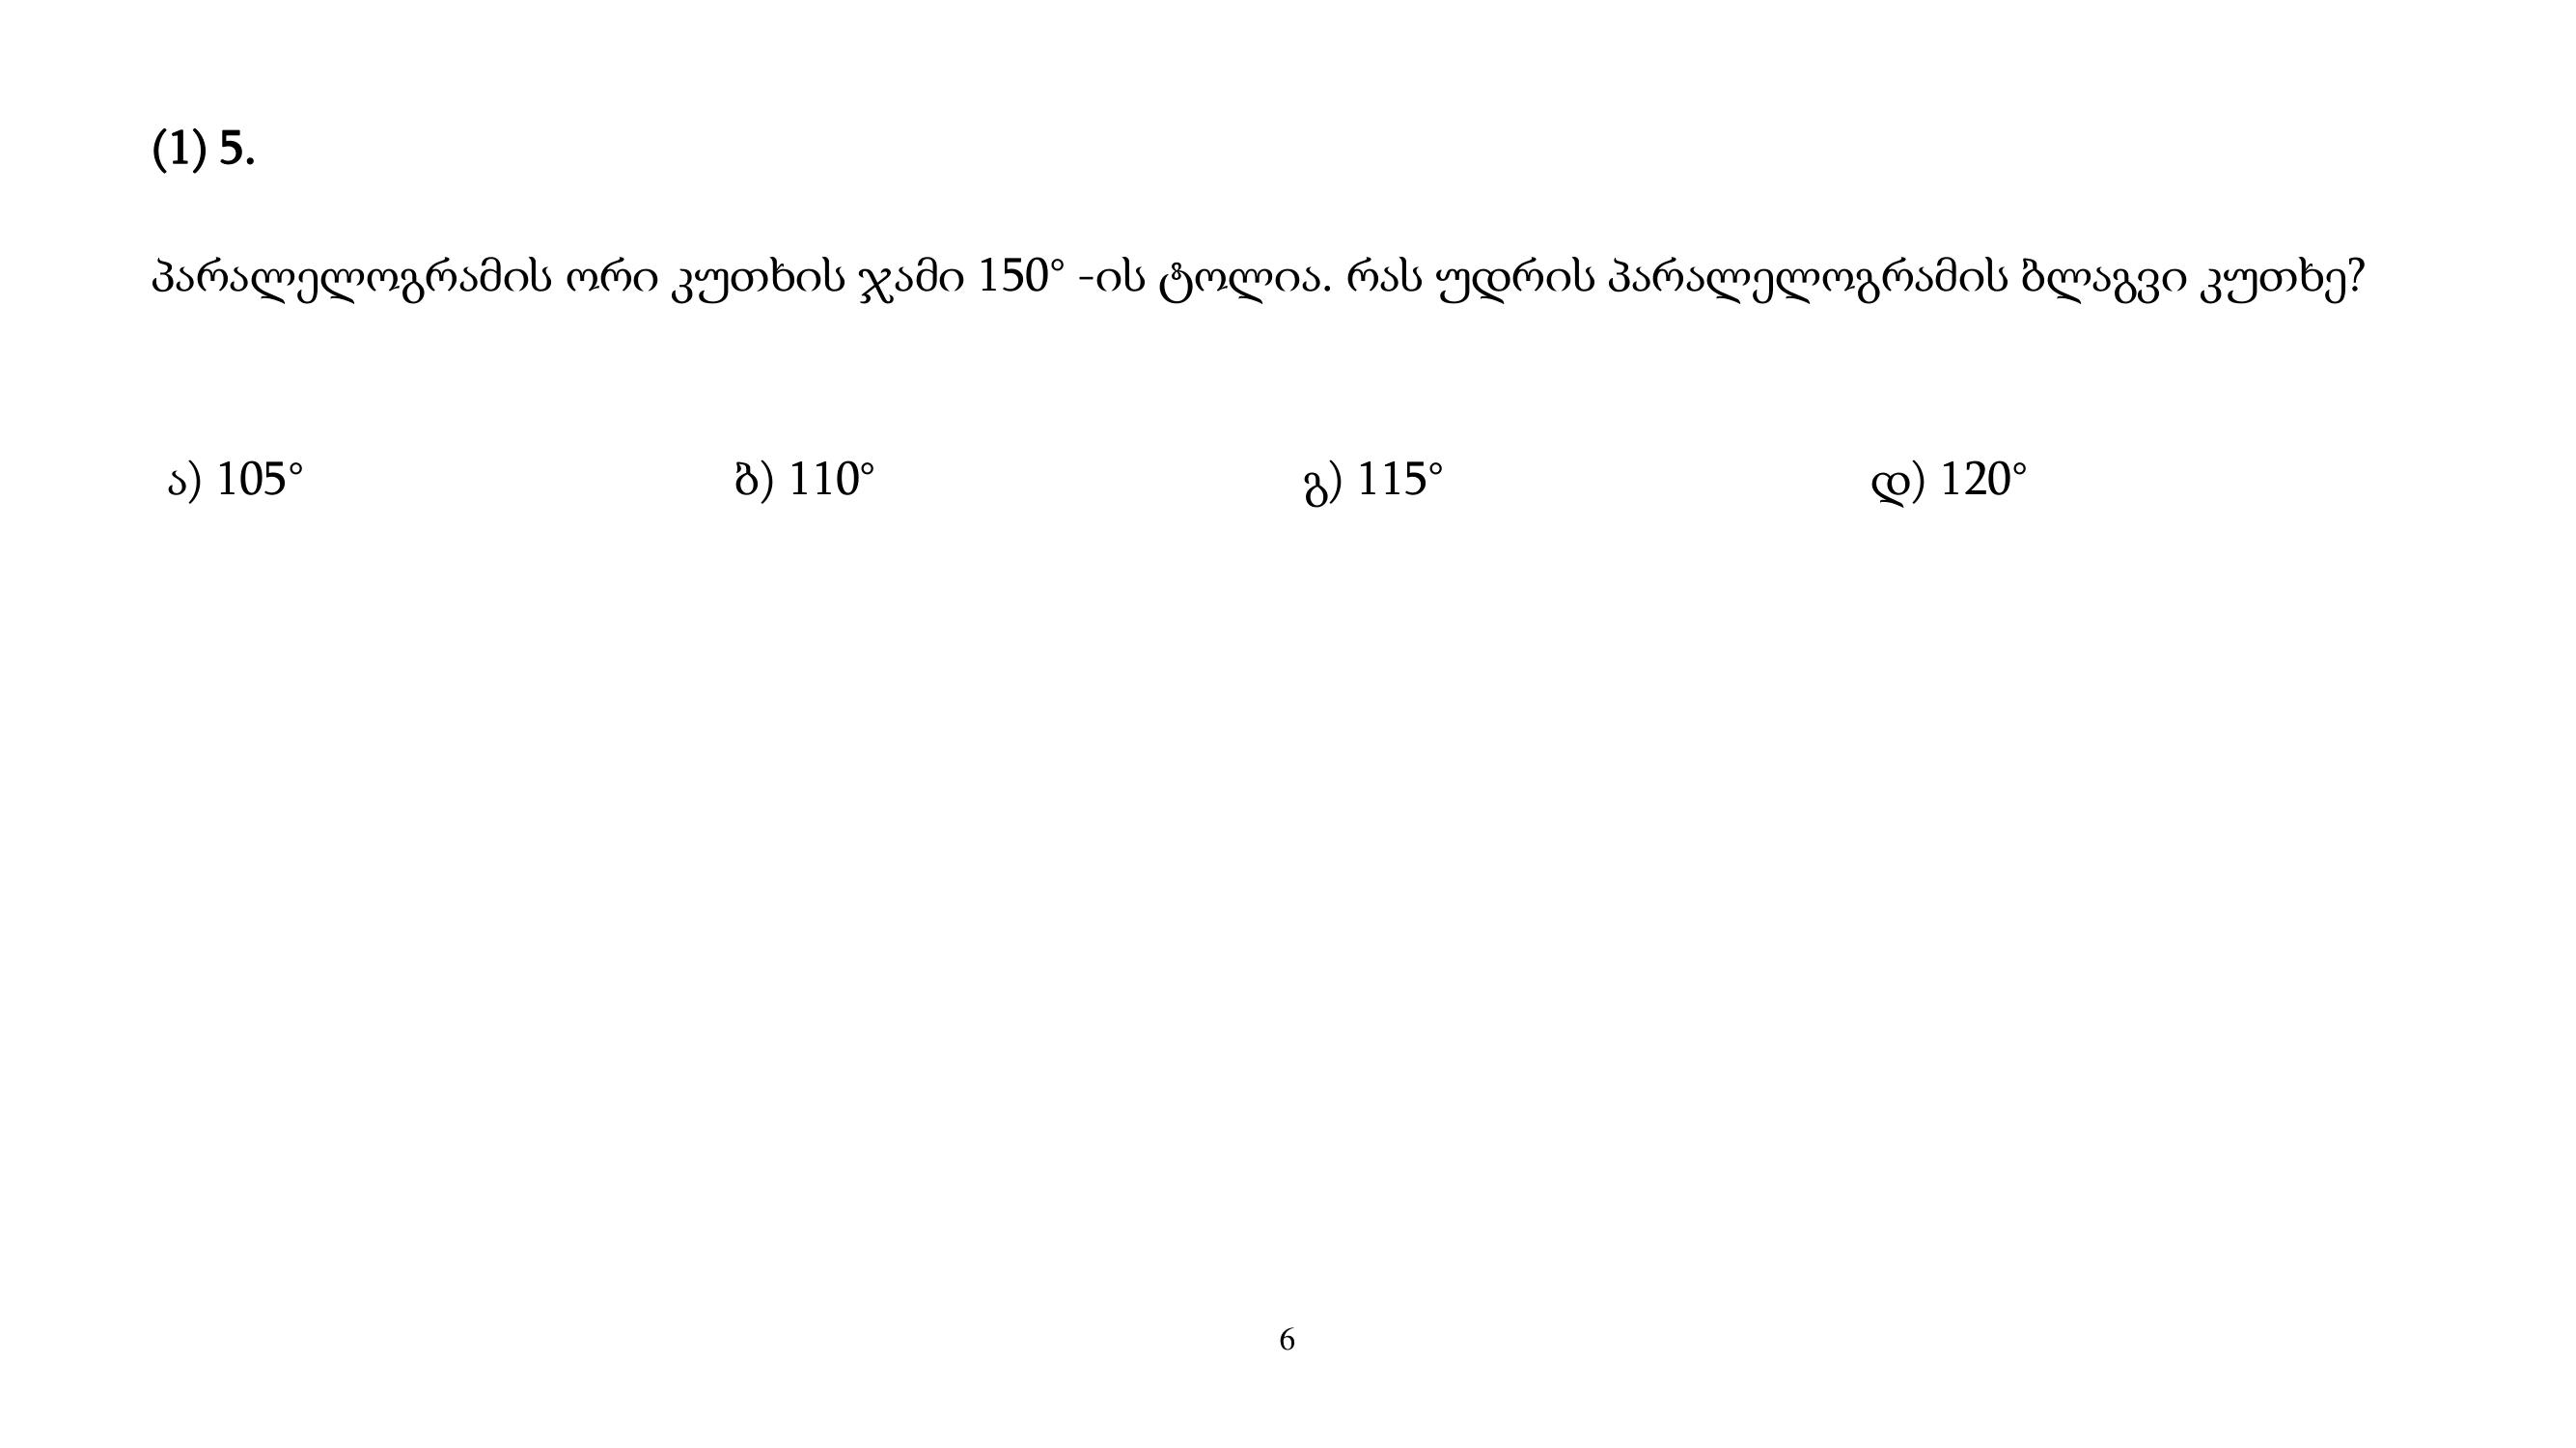 (1) 5.
პარალელოგრამის ორი კუთხის ჯამი 150° -ის ტოლია. რას უდრის პარალელოგრამის ბლაგვი კუთხე?
ა) 105° ბ) 110° გ) 115° დ) 120°
6